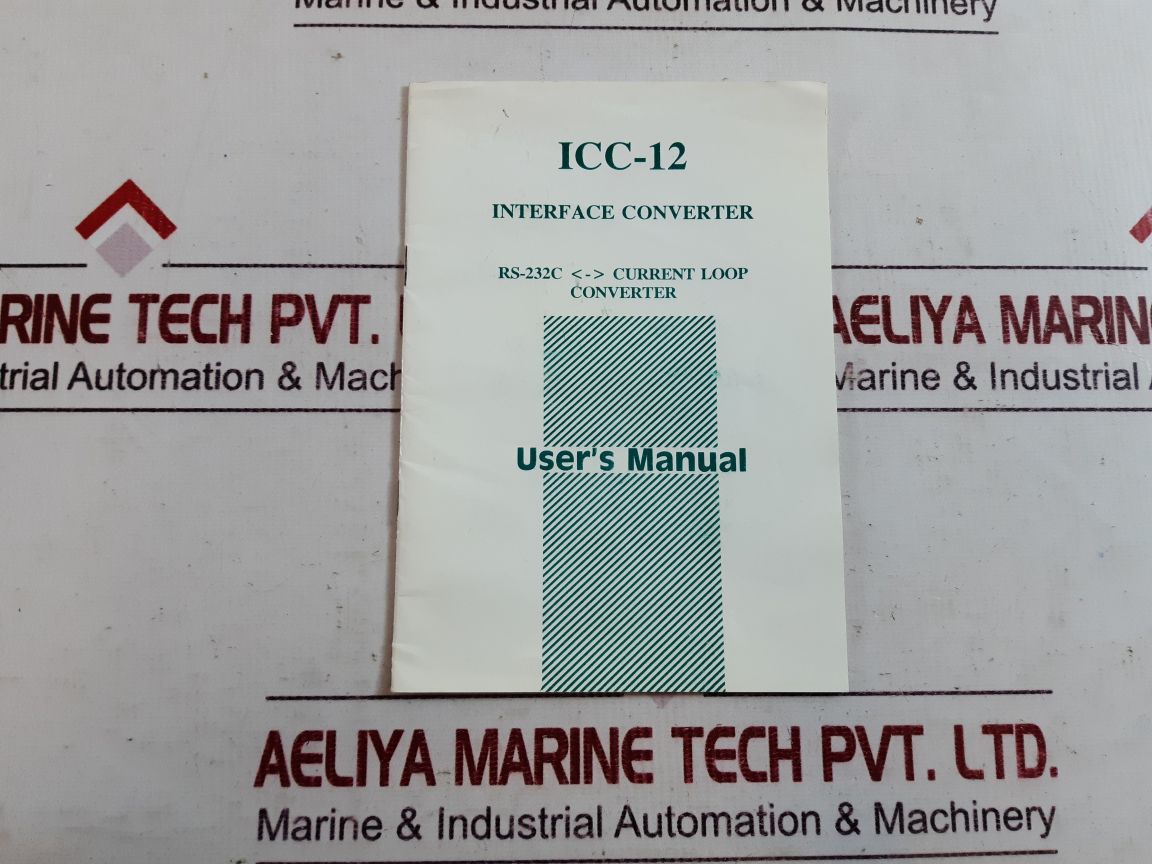 Marine & Industrial Automation & Machinery
ICC-12
INTERFACE CONVERTER
RS-232C <-> CURRENT LOOP
CONVERTER
User's Manual
RINE TECH PVT.
trial Automation & Mach
AELIYA MARIN
Marine & Industrial
AELIYA MARINE TECH PVT. LTD.
Marine & Industrial Automation & Machinery